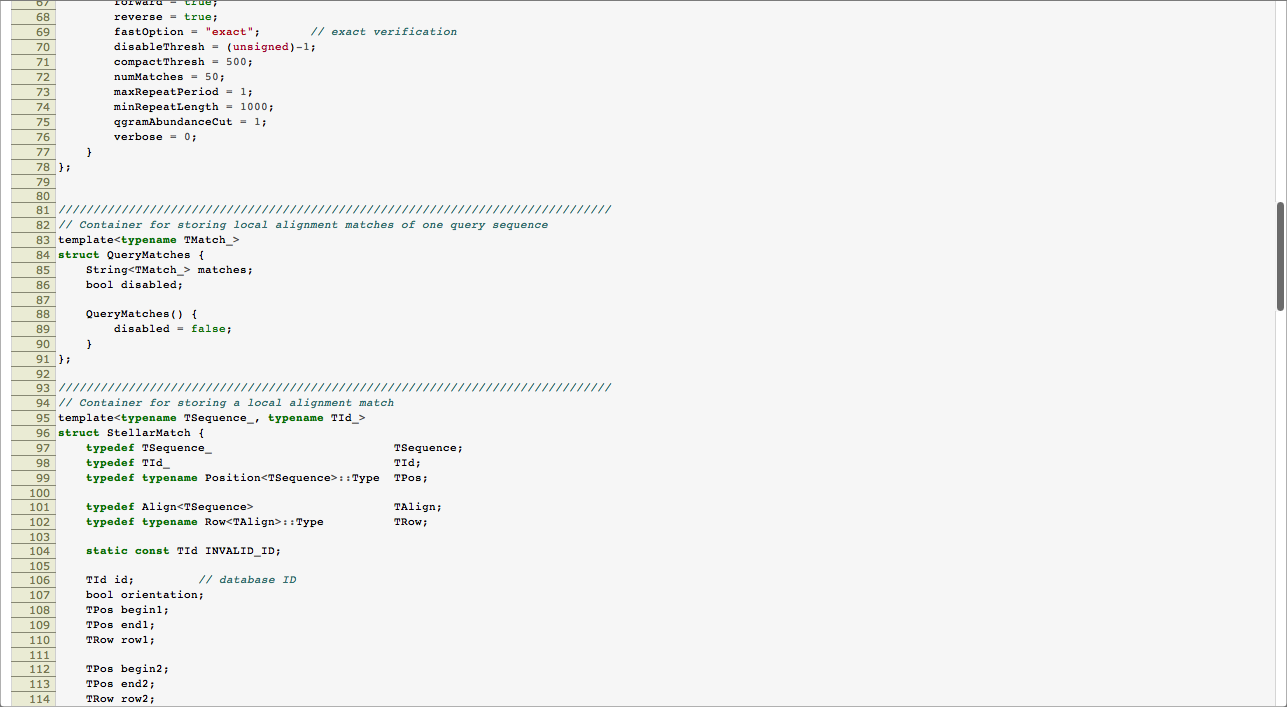 67 forward = true;
68 reverse = true;
69 fastOption = "exact"; // exact verification
70 disableThresh = (unsigned)-1;
71 compactThresh = 500;
72 numMatches = 50;
73 maxRepeatPeriod = 1;
74 minRepeatLength = 1000;
75 qgramAbundanceCut = 1;
76 verbose = 0;
77 }
78 };
79
80
81 ///////////////////////////////////////////////////////////////////////////////
82 // Container for storing local alignment matches of one query sequence
83 template<typename TMatch_>
84 struct QueryMatches {
85 String<TMatch_> matches;
86 bool disabled;
87
88 QueryMatches() {
89 disabled = false;
90 }
91 };
92
93 ///////////////////////////////////////////////////////////////////////////////
94 // Container for storing a local alignment match
95 template<typename TSequence_, typename TId_>
96 struct StellarMatch {
97 typedef TSequence_ TSequence;
98 typedef TId_ TId;
99 typedef typename Position<TSequence>::Type TPos;
100
101 typedef Align<TSequence> TAlign;
102 typedef typename Row<TAlign>::Type TRow;
103
104 static const TId INVALID_ID;
105
106 TId id; // database ID
107 bool orientation;
108 TPos begin1;
109 TPos end1;
110 TRow row1;
111
112 TPos begin2;
113 TPos end2;
114 TRow row2;